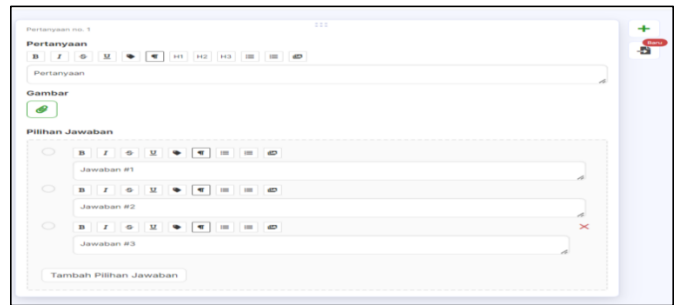 Pertanyaan no. 1
Baru
Pertanyaan
B I S U ¶ H1 H2 H3
Pertanyaan
Gambar
Pilihan Jawaban
B I S U ¶
Jawaban #1
B I S U ¶
Jawaban #2
B I S U ¶
Jawaban #3
Tambah Pilihan Jawaban